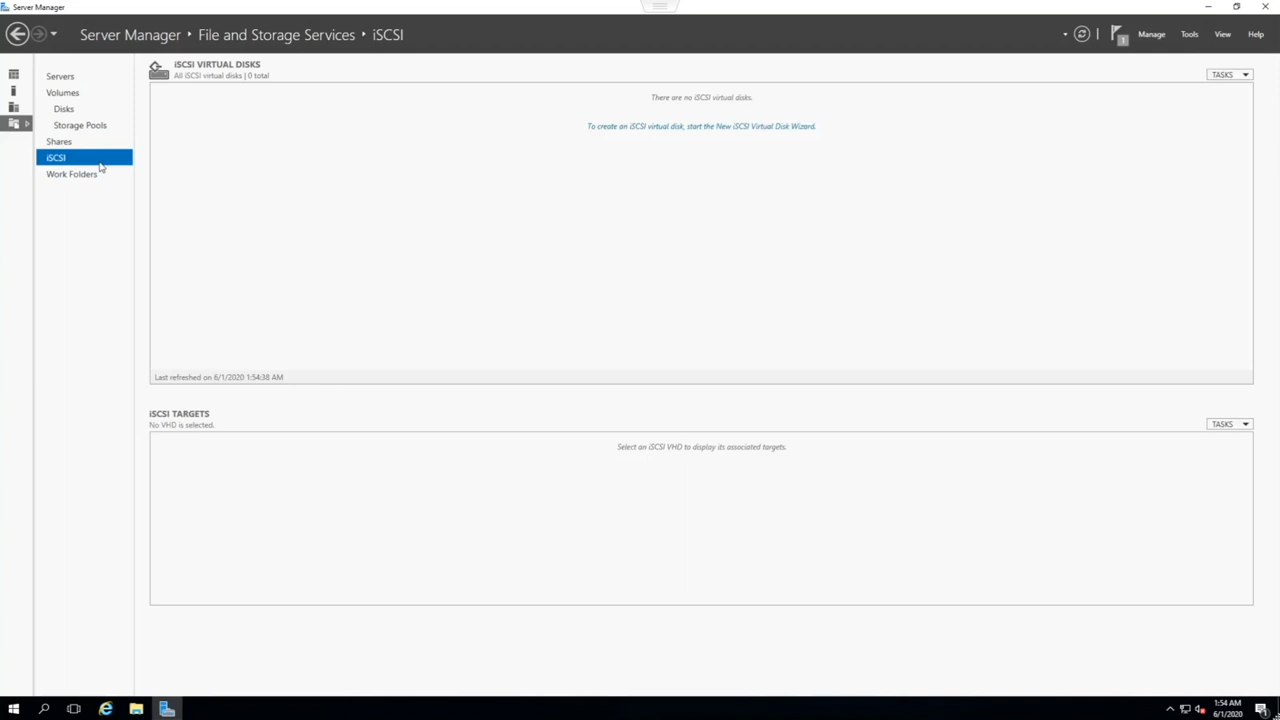 Server Manager
Server Manager ‣ File and Storage Services ‣ iSCSI
1
Manage
Tools
View
Help
Servers
Volumes
Disks
Storage Pools
Shares
iSCSI
Work Folders
iSCSI VIRTUAL DISKS
All iSCSI virtual disks | 0 total
TASKS
There are no iSCSI virtual disks.
To create an iSCSI virtual disk, start the New iSCSI Virtual Disk Wizard.
Last refreshed on 6/1/2020 1:54:38 AM
iSCSI TARGETS
No VHD is selected.
TASKS
Select an iSCSI VHD to display its associated targets.
1:54 AM
6/1/2020
1